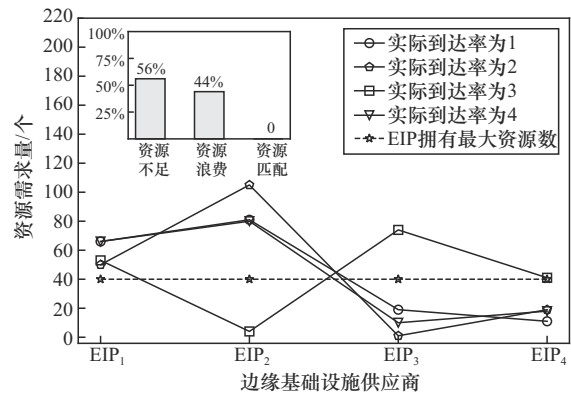 220
200
180
160
140
120
100
80
60
40
20
0
资源需求量/个
100%
50%
25%
56%
44%
0
资源
不足
资源
浪费
资源
匹配
实际到达率为1
实际到达率为2
实际到达率为3
实际到达率为4
EIP拥有最大资源数
EIP₁
EIP₂
EIP₃
EIP₄
边缘基础设施供应商